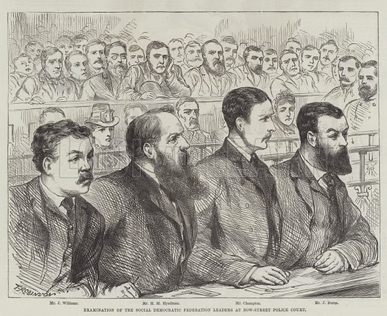 Mr. J. Williams. Mr. H. M. Hyndman. Mr. Champion. Mr. J. Burns.
EXAMINATION OF THE SOCIAL DEMOCRATIC FEDERATION LEADERS AT BOW-STREET POLICE COURT.